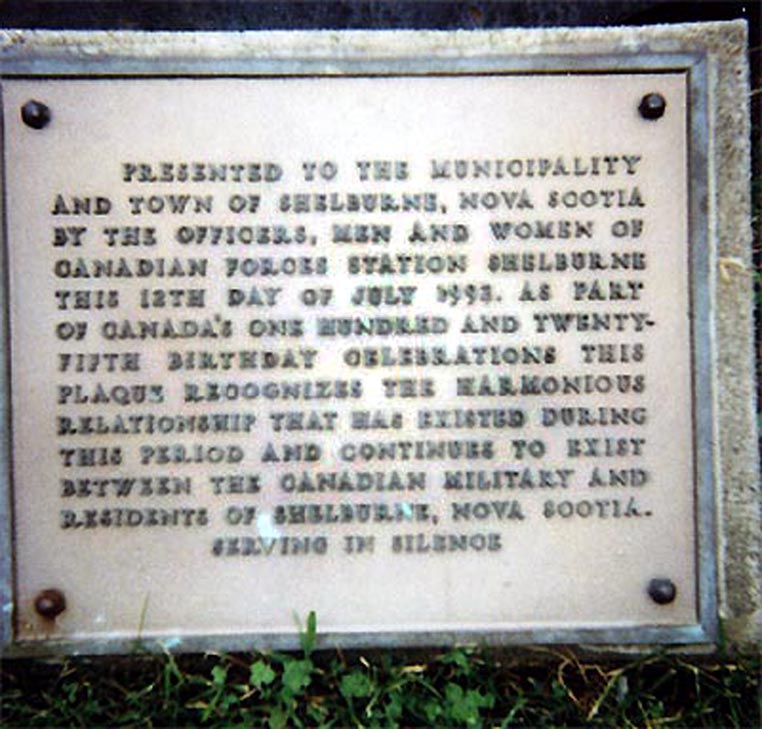 PRESENTED TO THE MUNICIPALITY
AND TOWN OF SHELBURNE, NOVA SCOTIA
BY THE OFFICERS, MEN AND WOMEN OF
CANADIAN FORCES STATION SHELBURNE
THIS 12TH DAY OF JULY 1992. AS PART
OF CANADA'S ONE HUNDRED AND TWENTY-
FIFTH BIRTHDAY CELEBRATIONS THIS
PLAQUE RECOGNIZES THE HARMONIOUS
RELATIONSHIP THAT HAS EXISTED DURING
THIS PERIOD AND CONTINUES TO EXIST
BETWEEN THE CANADIAN MILITARY AND
RESIDENTS OF SHELBURNE, NOVA SCOTIA.
SERVING IN SILENCE